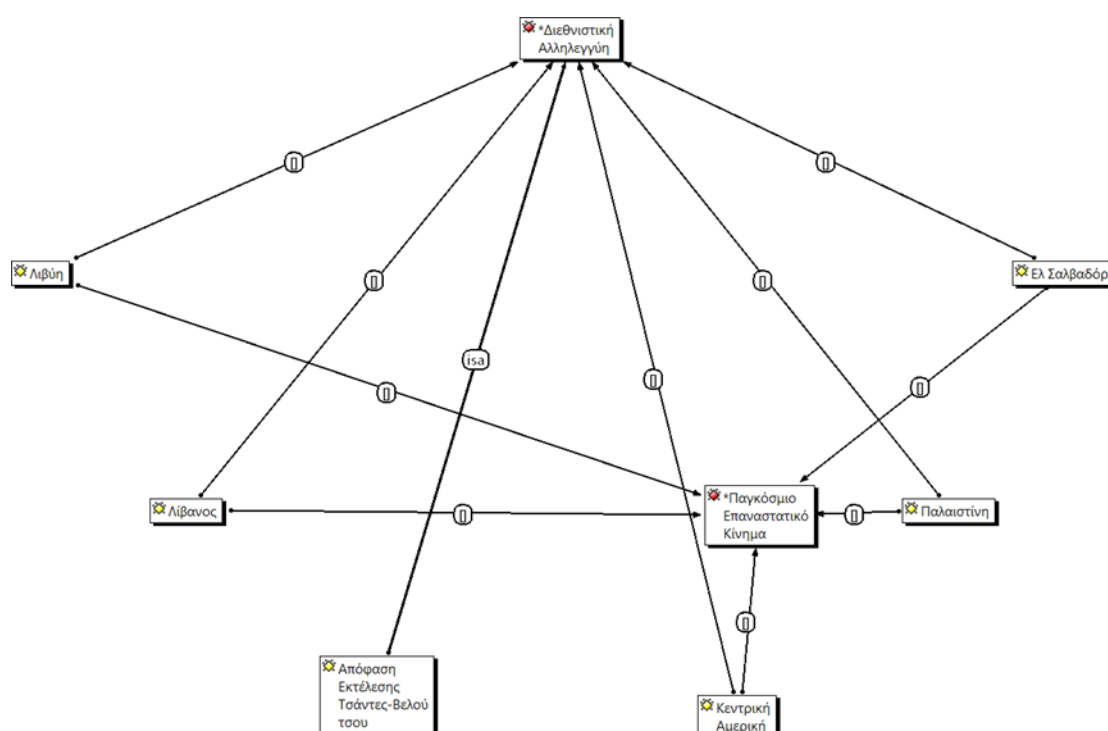 *Διεθνιστική
Αλληλεγγύη
[]
[]
Λιβύη
Ελ Σαλβαδόρ
[]
[]
isa
[]
[]
[]
*Παγκόσμιο
Επαναστατικό
Κίνημα
Λίβανος
[]
[]
Παλαιστίνη
[]
Απόφαση
Εκτέλεσης
Τσάντες-Βελού
τσου
Κεντρική
Αμερική